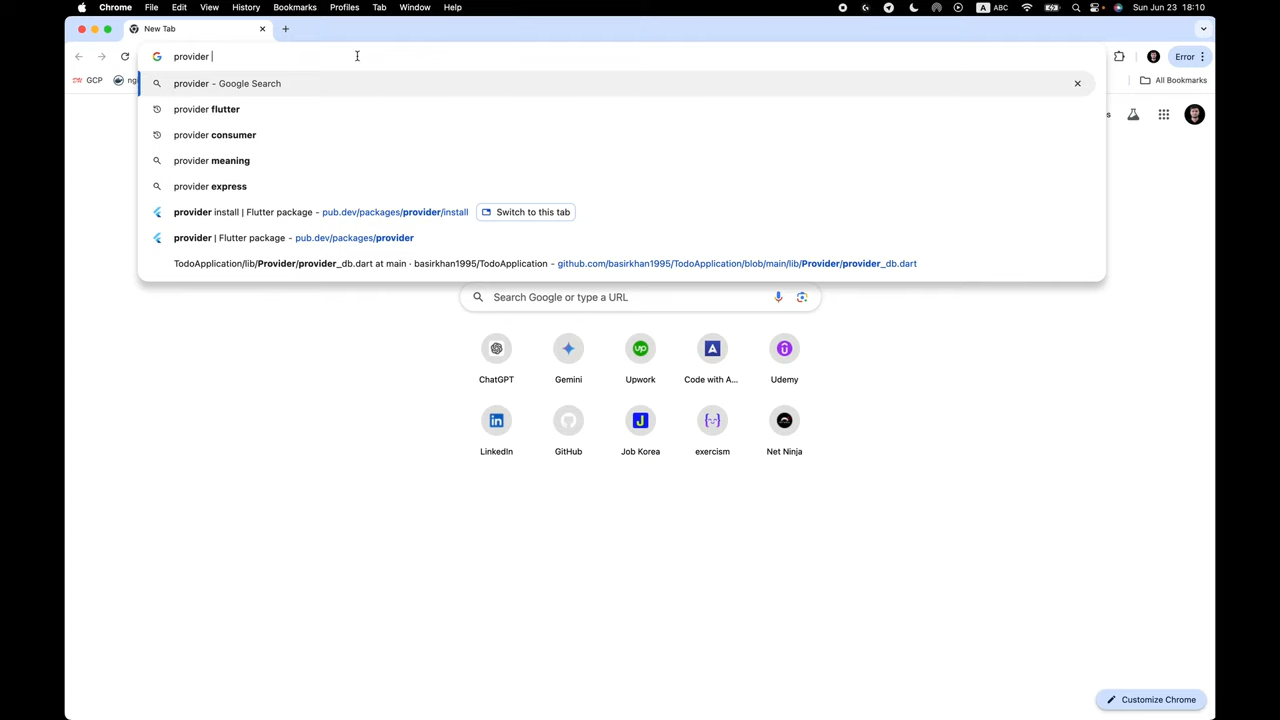 Chrome File Edit View History Bookmarks Profiles Tab Window Help
A ABC Sun Jun 23 18:10
New Tab
provider
Error
GCP
All Bookmarks
provider - Google Search
provider flutter
provider consumer
provider meaning
provider express
provider install | Flutter package - pub.dev/packages/provider/install Switch to this tab
provider | Flutter package - pub.dev/packages/provider
TodoApplication/lib/Provider/provider_db.dart at main · basirkhan1995/TodoApplication - github.com/basirkhan1995/TodoApplication/blob/main/lib/Provider/provider_db.dart
Search Google or type a URL
ChatGPT Gemini Upwork Code with A... Udemy
LinkedIn GitHub Job Korea exercism Net Ninja
Customize Chrome